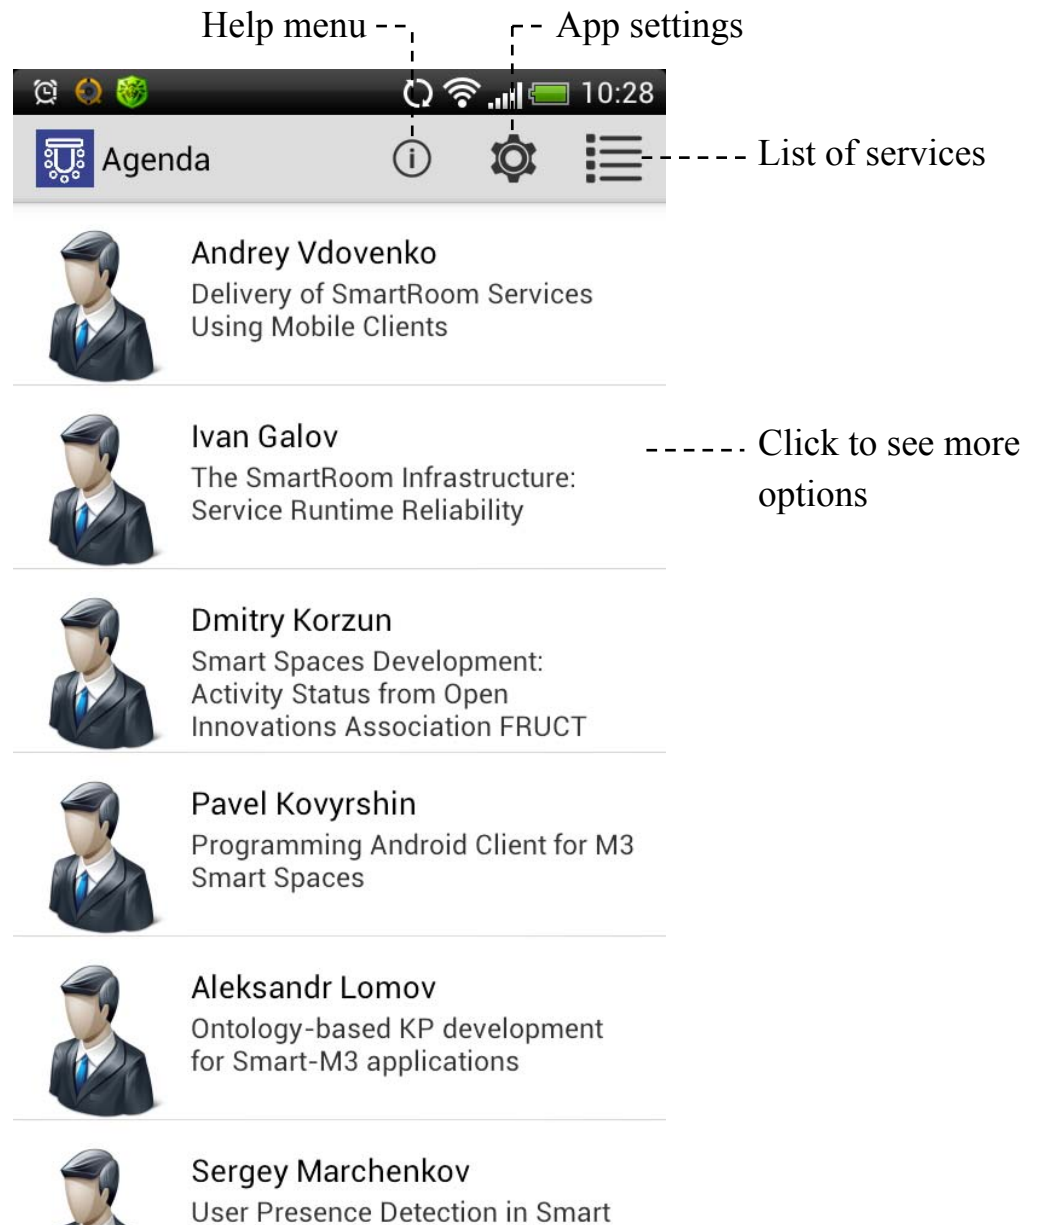 Help menu
App settings
10:28
Agenda
List of services
Andrey Vdovenko
Delivery of SmartRoom Services
Using Mobile Clients
Ivan Galov
The SmartRoom Infrastructure:
Service Runtime Reliability
Click to see more
options
Dmitry Korzun
Smart Spaces Development:
Activity Status from Open
Innovations Association FRUCT
Pavel Kovyrshin
Programming Android Client for M3
Smart Spaces
Aleksandr Lomov
Ontology-based KP development
for Smart-M3 applications
Sergey Marchenkov
User Presence Detection in Smart